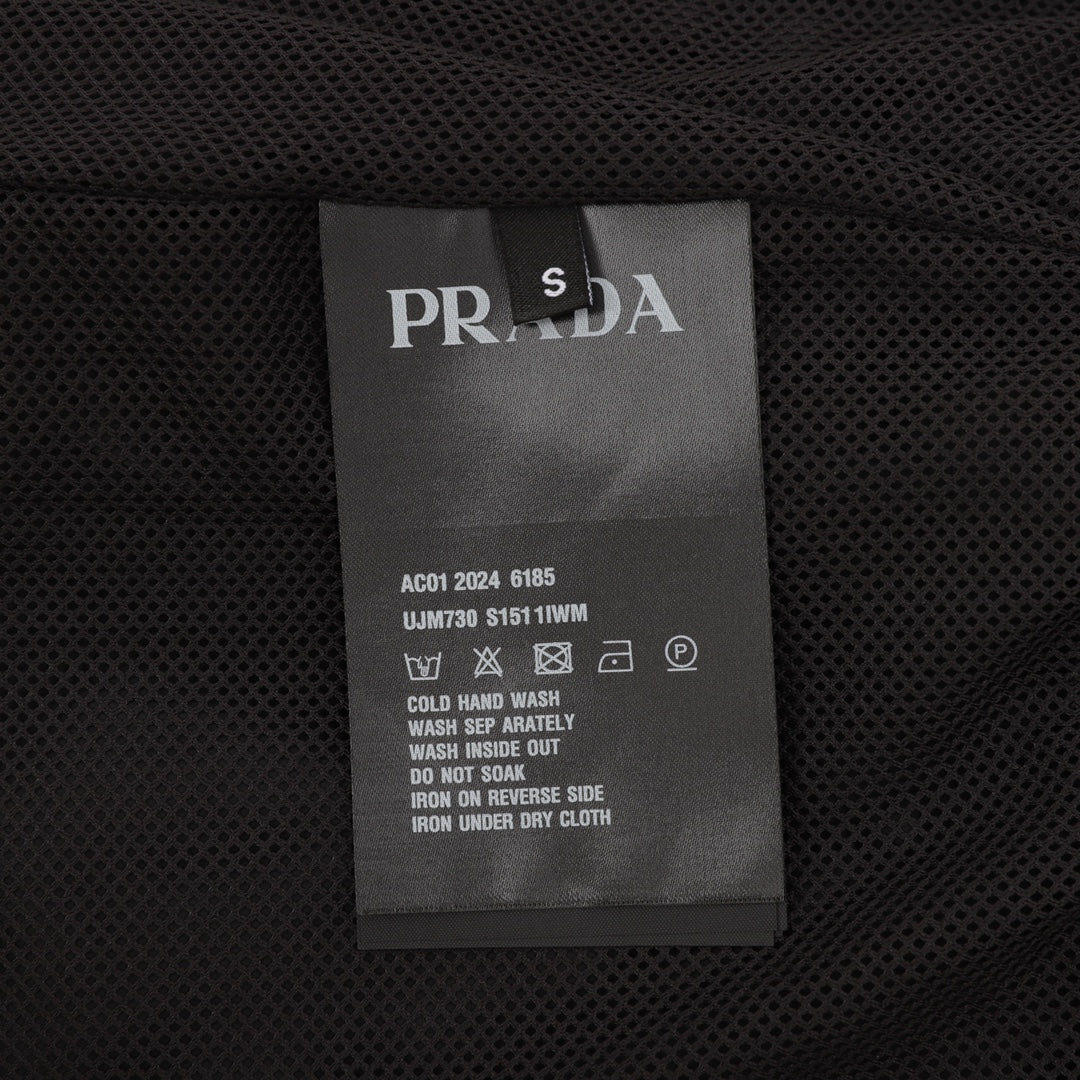 S
PRADA
AC01 2024 6185
UJM730 S151 1IWM
P
COLD HAND WASH
WASH SEP ARATELY
WASH INSIDE OUT
DO NOT SOAK
IRON ON REVERSE SIDE
IRON UNDER DRY CLOTH